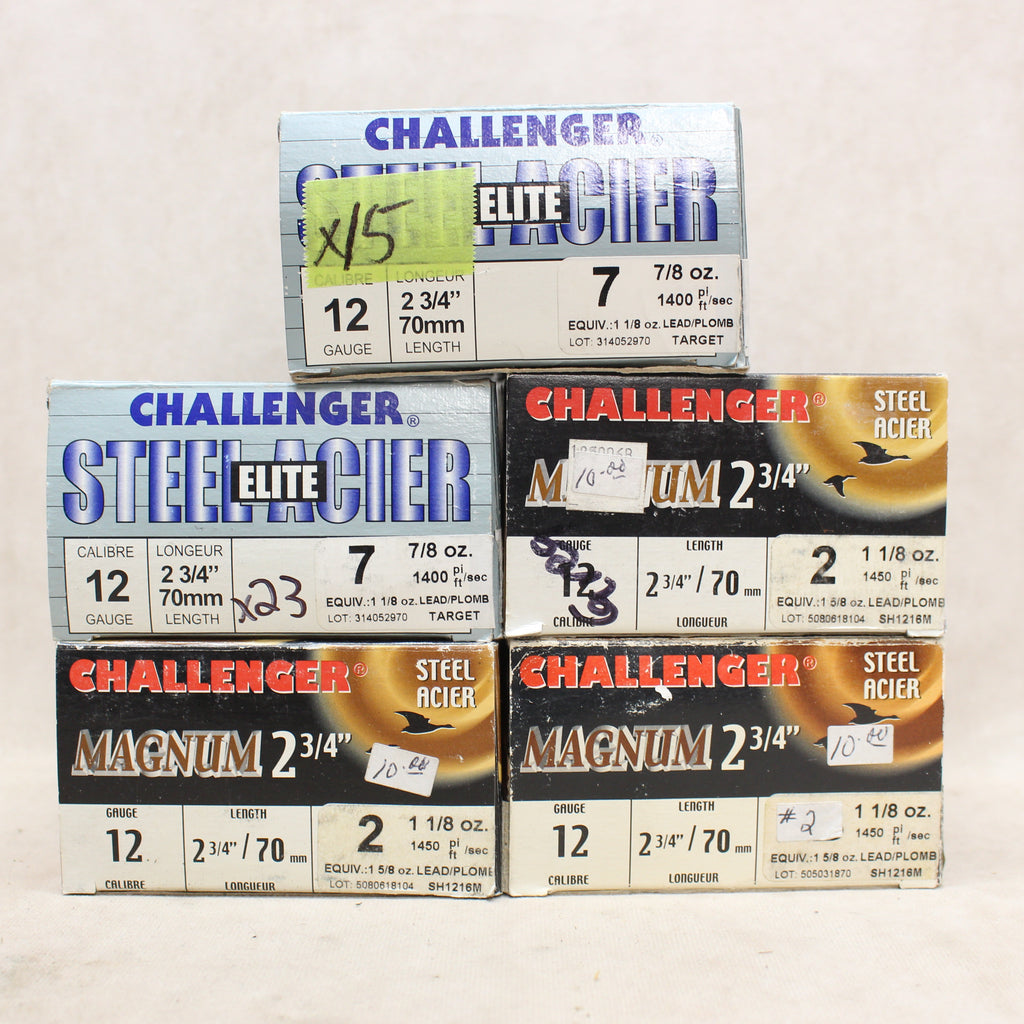 CHALLENGER®
STEEL ACIER
ELITE
x15
CALIBRE
12
GAUGE
LONGEUR
2 3/4"
70mm
LENGTH
7
7/8 oz.
1400 pi/ft/sec
EQUIV.:1 1/8 oz. LEAD/PLOMB
LOT: 314052970 TARGET
CHALLENGER®
STEEL ACIER
ELITE
CALIBRE
12
GAUGE
LONGEUR
2 3/4"
70mm
LENGTH
x23
7
7/8 oz.
1400 pi/ft/sec
EQUIV.:1 1/8 oz. LEAD/PLOMB
LOT: 314052970 TARGET
CHALLENGER®
STEEL
ACIER
10.00
2 3/4"
GAUGE
12
CALIBRE
LENGTH
2 3/4" / 70 mm
LONGUEUR
2
1 1/8 oz.
1450 pi/ft/sec
EQUIV.:1 5/8 oz. LEAD/PLOMB
LOT: 5080618104 SH1216M
CHALLENGER®
STEEL
ACIER
MAGNUM 2 3/4"
10.00
GAUGE
12
CALIBRE
LENGTH
2 3/4" / 70 mm
LONGUEUR
2
1 1/8 oz.
1450 pi/ft/sec
EQUIV.:1 5/8 oz. LEAD/PLOMB
LOT: 5080618104 SH1216M
CHALLENGER®
STEEL
ACIER
MAGNUM 2 3/4"
10.00
GAUGE
12
CALIBRE
LENGTH
2 3/4" / 70 mm
LONGUEUR
#2
1 1/8 oz.
1450 pi/ft/sec
EQUIV.:1 5/8 oz. LEAD/PLOMB
LOT: 505031870 SH1216M